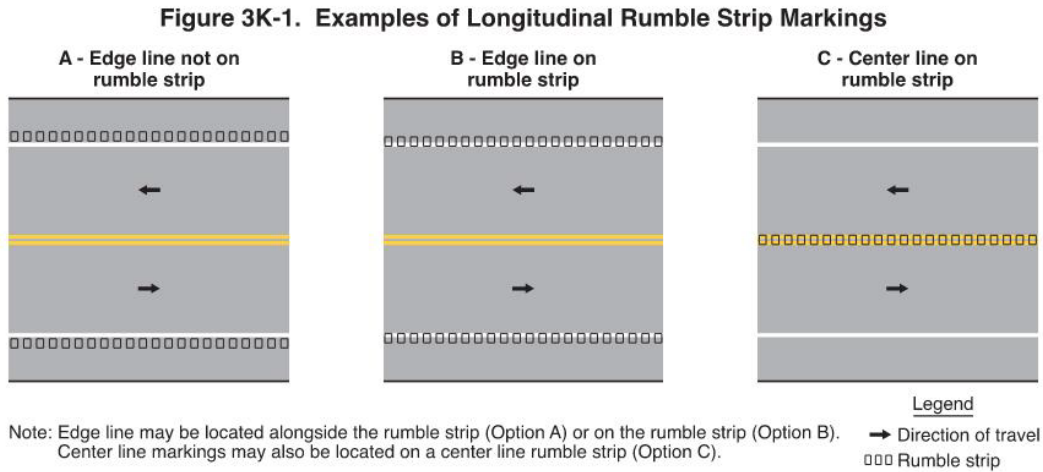 Figure 3K-1. Examples of Longitudinal Rumble Strip Markings
A - Edge line not on
rumble strip
B - Edge line on
rumble strip
C - Center line on
rumble strip
Legend
Note: Edge line may be located alongside the rumble strip (Option A) or on the rumble strip (Option B).
Center line markings may also be located on a center line rumble strip (Option C).
Direction of travel
Rumble strip